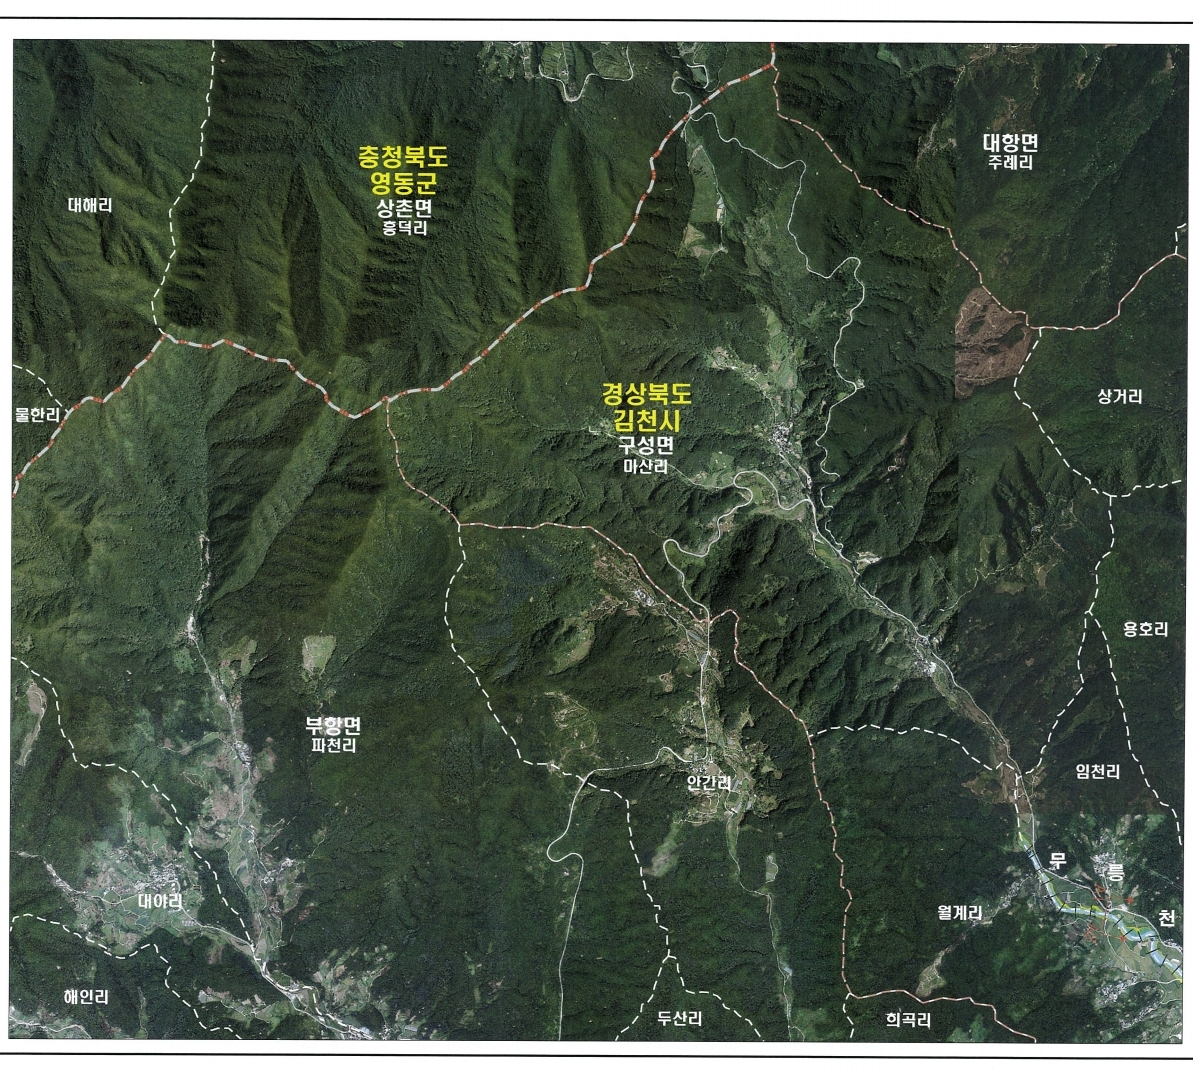 대항면
주례리
충청북도
영동군
상촌면
흥덕리
대해리
상거리
물한리
경상북도
김천시
구성면
마산리
용호리
부항면
파천리
임천리
안간리
무릉천
대야리
월계리
해인리
두산리
희곡리